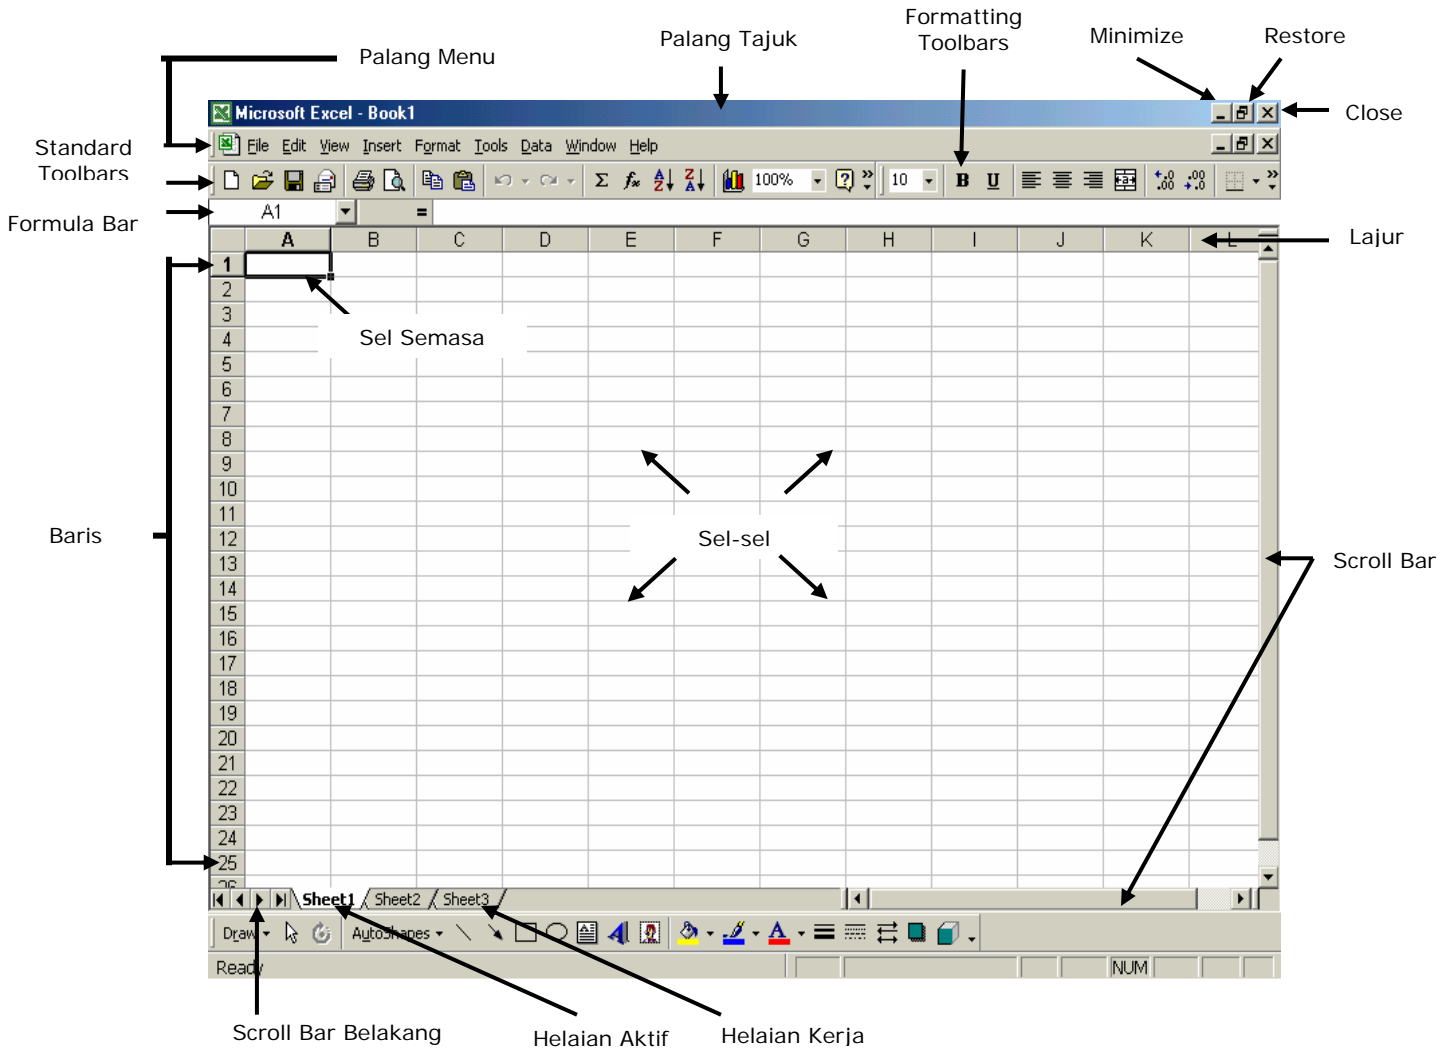 Formatting
Toolbars
Palang Menu
Palang Tajuk
Minimize
Restore
Microsoft Excel - Book1
Close
Standard
Toolbars
File Edit View Insert Format Tools Data Window Help
100% 10 B U
Formula Bar
A1 =
A B C D E F G H I J K L
Lajur
1
2
3
Sel Semasa
4
5
6
7
8
9
10
11
Baris
12
Sel-sel
13
Scroll Bar
14
15
16
17
18
19
20
21
22
23
24
25
26
Sheet1 Sheet2 Sheet3
Draw AutoShapes
Ready NUM
Scroll Bar Belakang
Helaian Aktif
Helaian Kerja